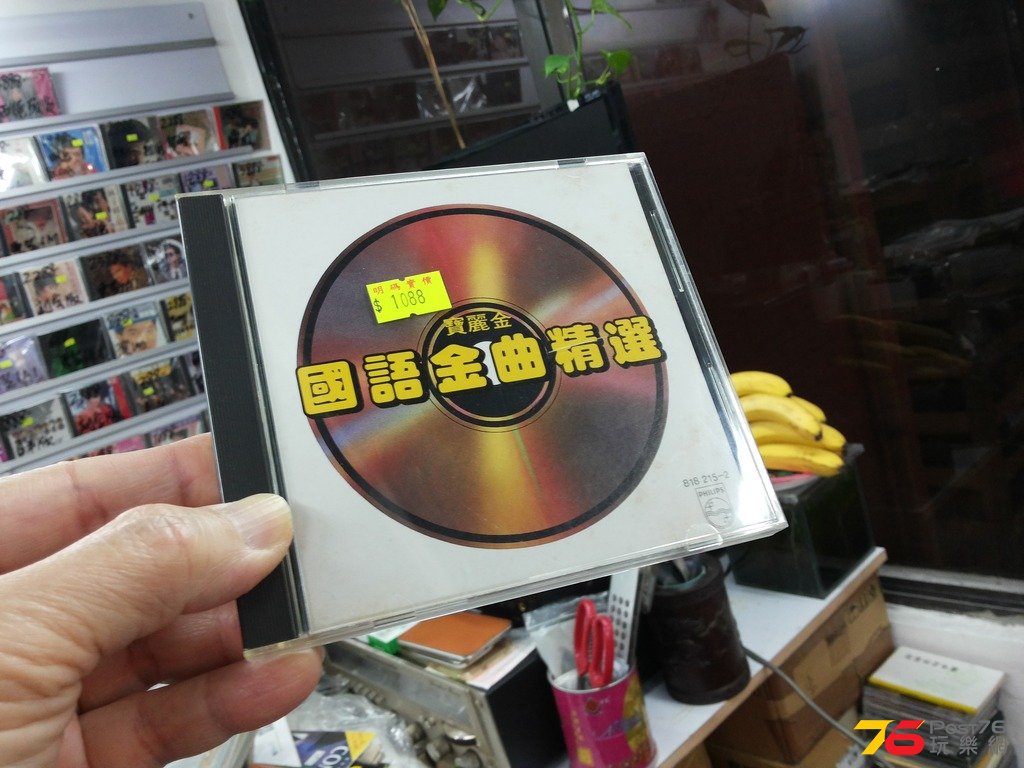 明碼實價
$ 1088
寶麗金
國語金曲精選
1
818 215-2
PHILIPS
76 Post76
玩樂網